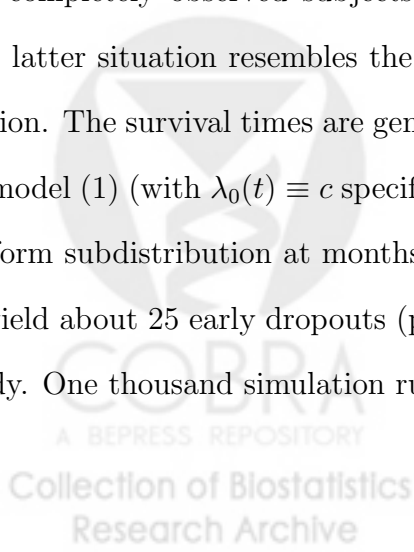 completely observed subjects
latter situation resembles the
ion. The survival times are gen
model (1) (with λ₀(t) ≡ c specif
form subdistribution at months
ield about 25 early dropouts (p
dy. One thousand simulation ru
COBRA
A BEPRESS REPOSITORY
Collection of Biostatistics
Research Archive